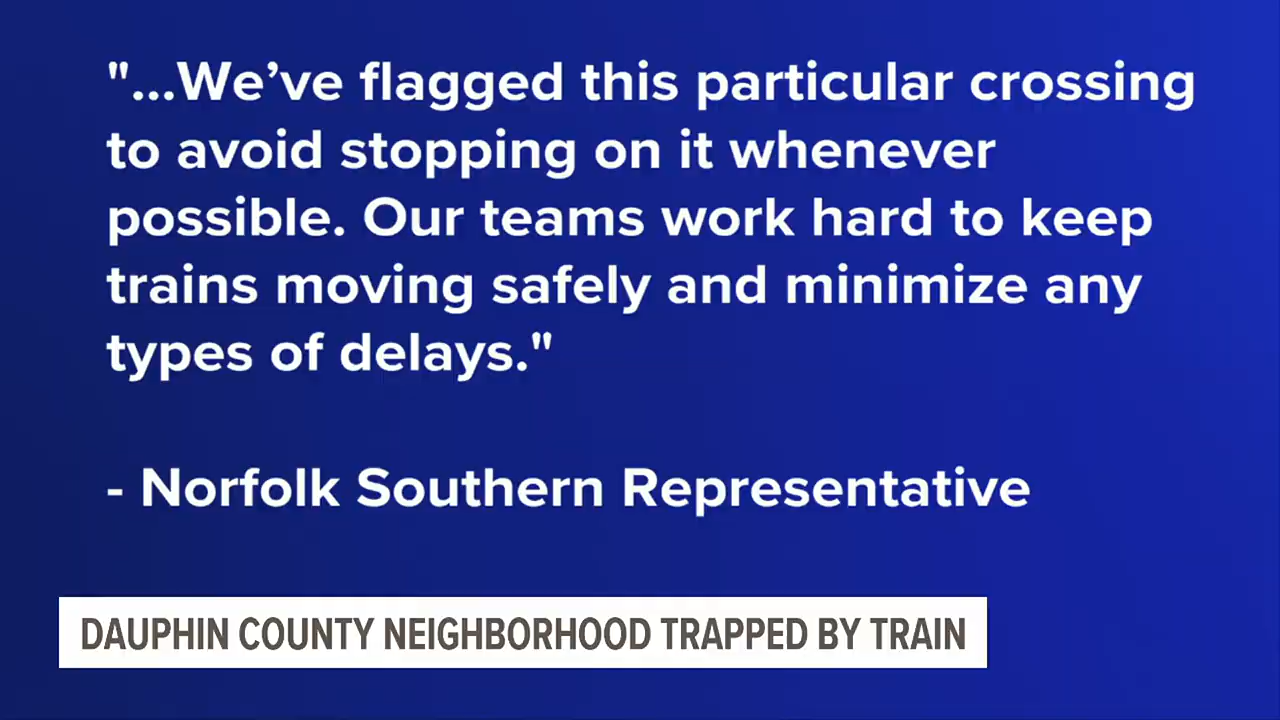 "...We’ve flagged this particular crossing
to avoid stopping on it whenever
possible. Our teams work hard to keep
trains moving safely and minimize any
types of delays."
- Norfolk Southern Representative
DAUPHIN COUNTY NEIGHBORHOOD TRAPPED BY TRAIN